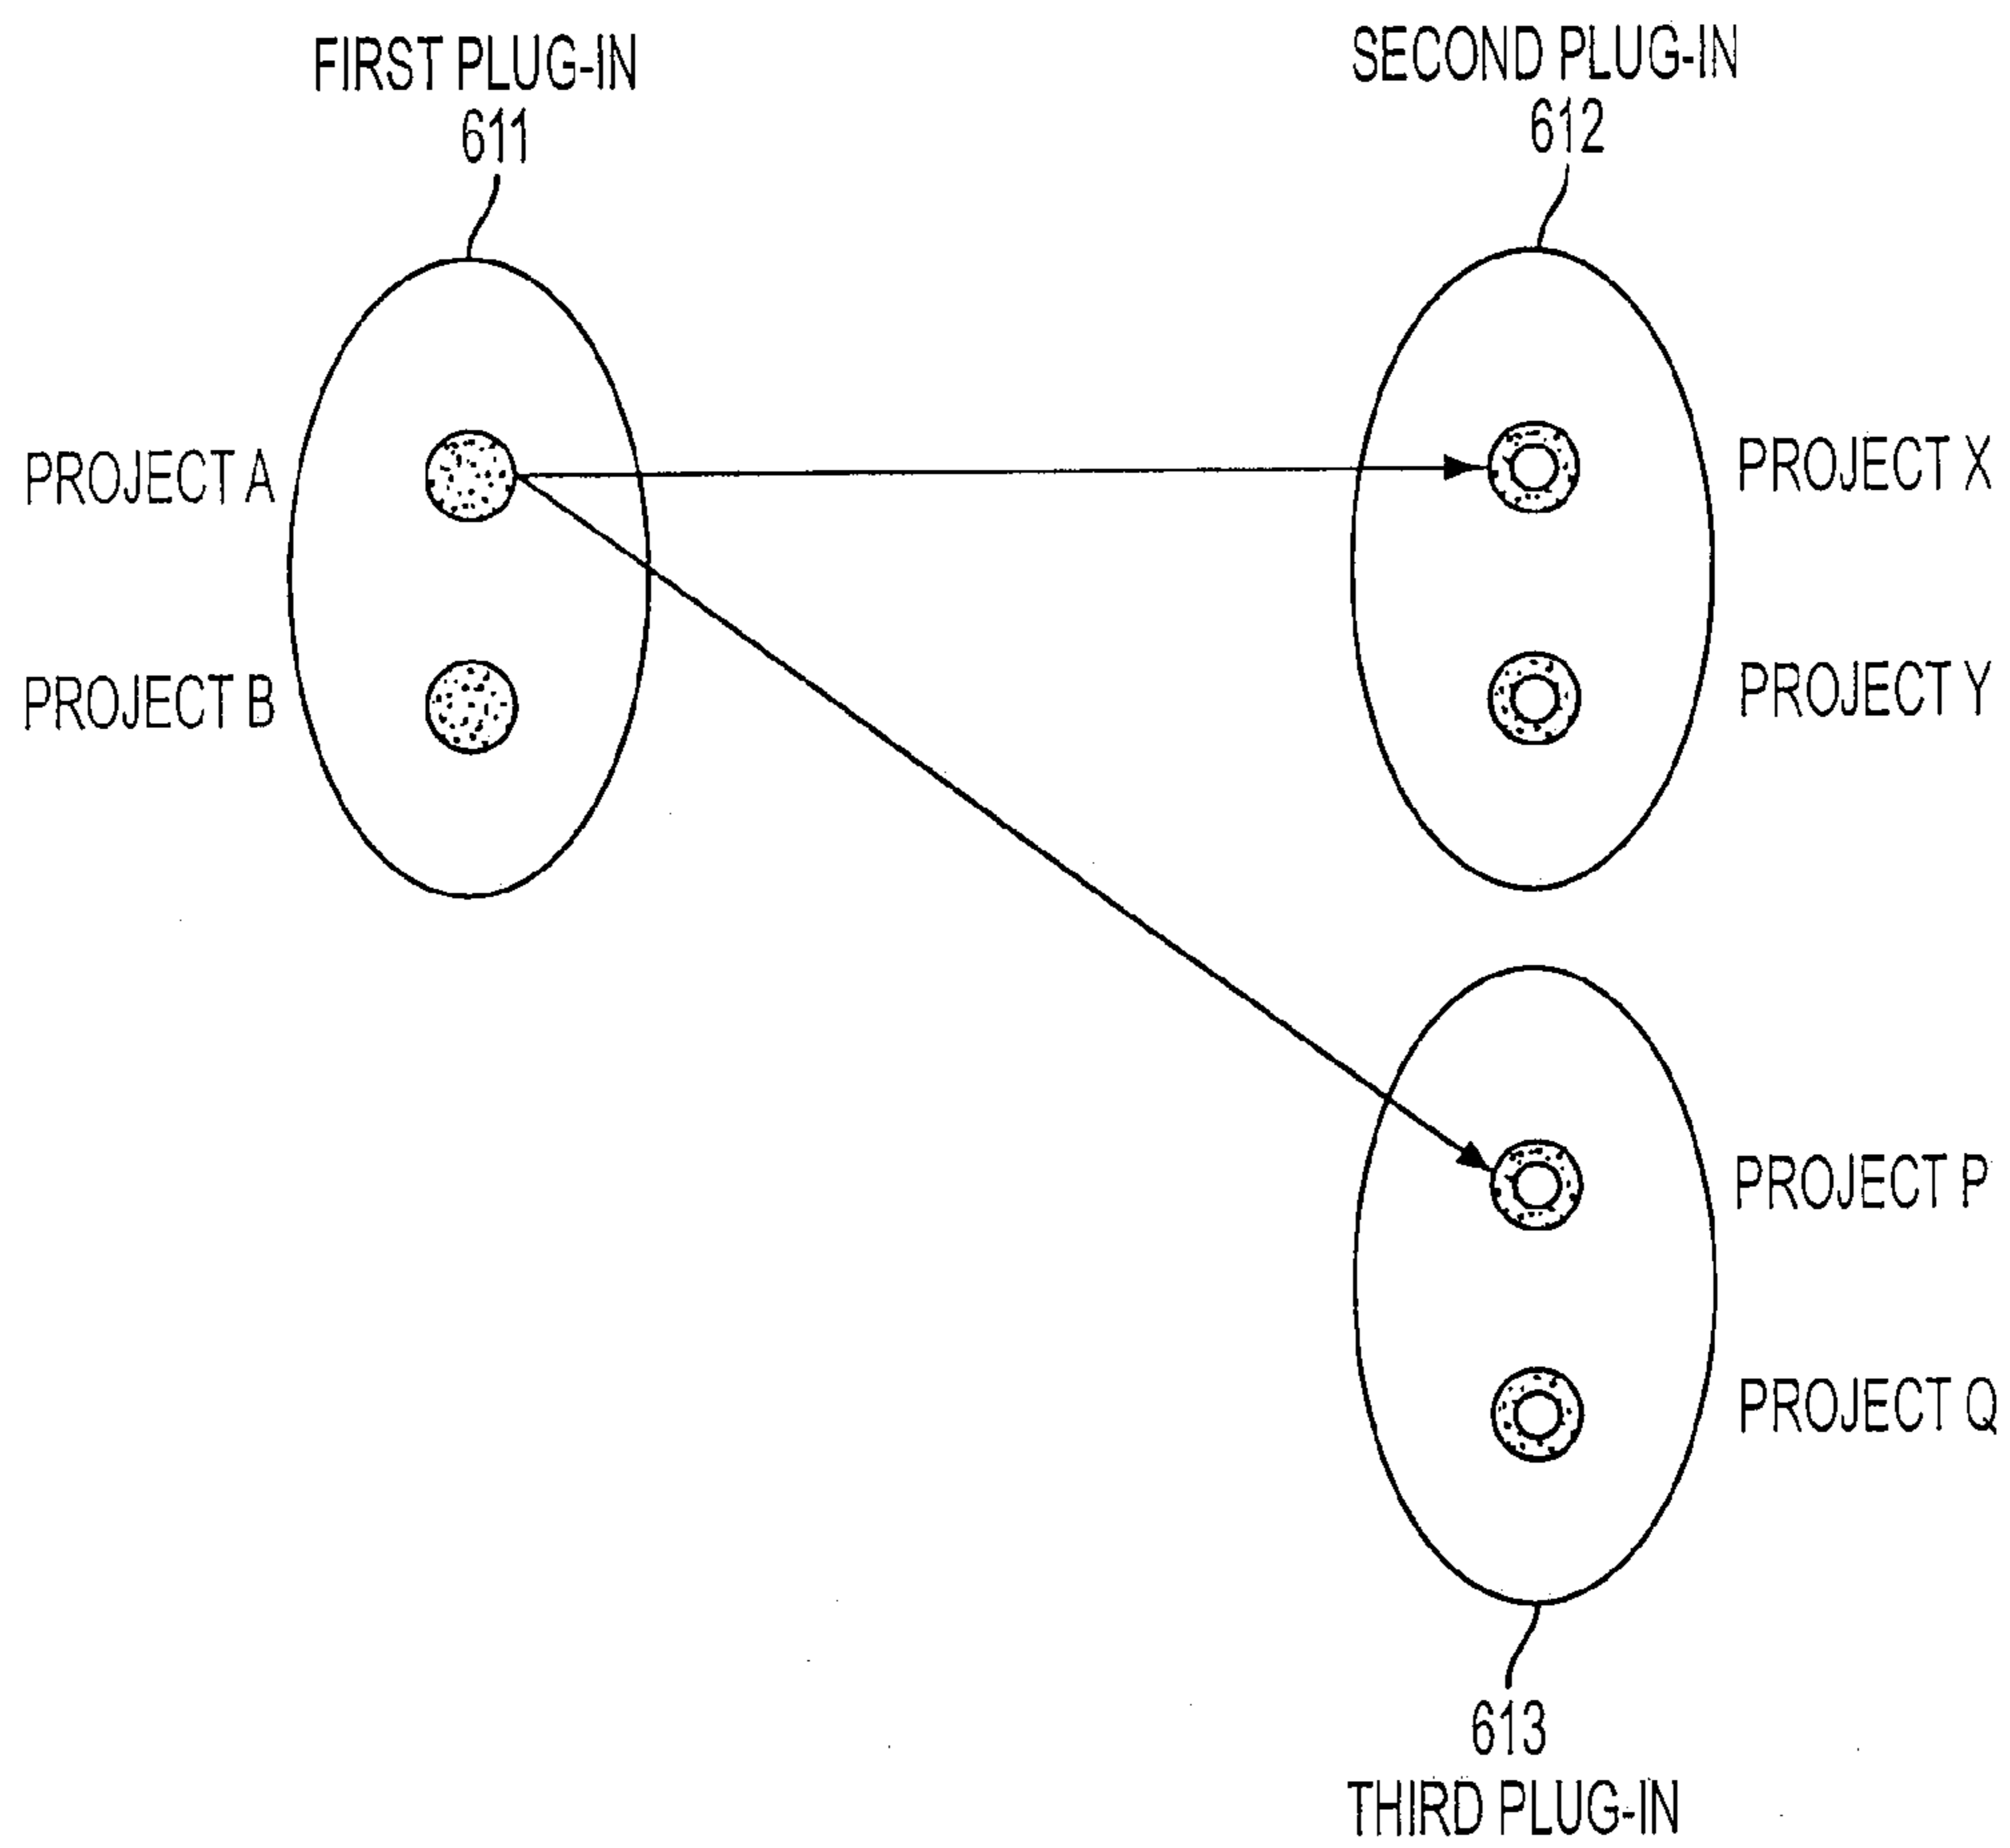 FIRST PLUG-IN
611
SECOND PLUG-IN
612
PROJECT A
PROJECT X
PROJECT B
PROJECT Y
PROJECT P
PROJECT Q
613
THIRD PLUG-IN